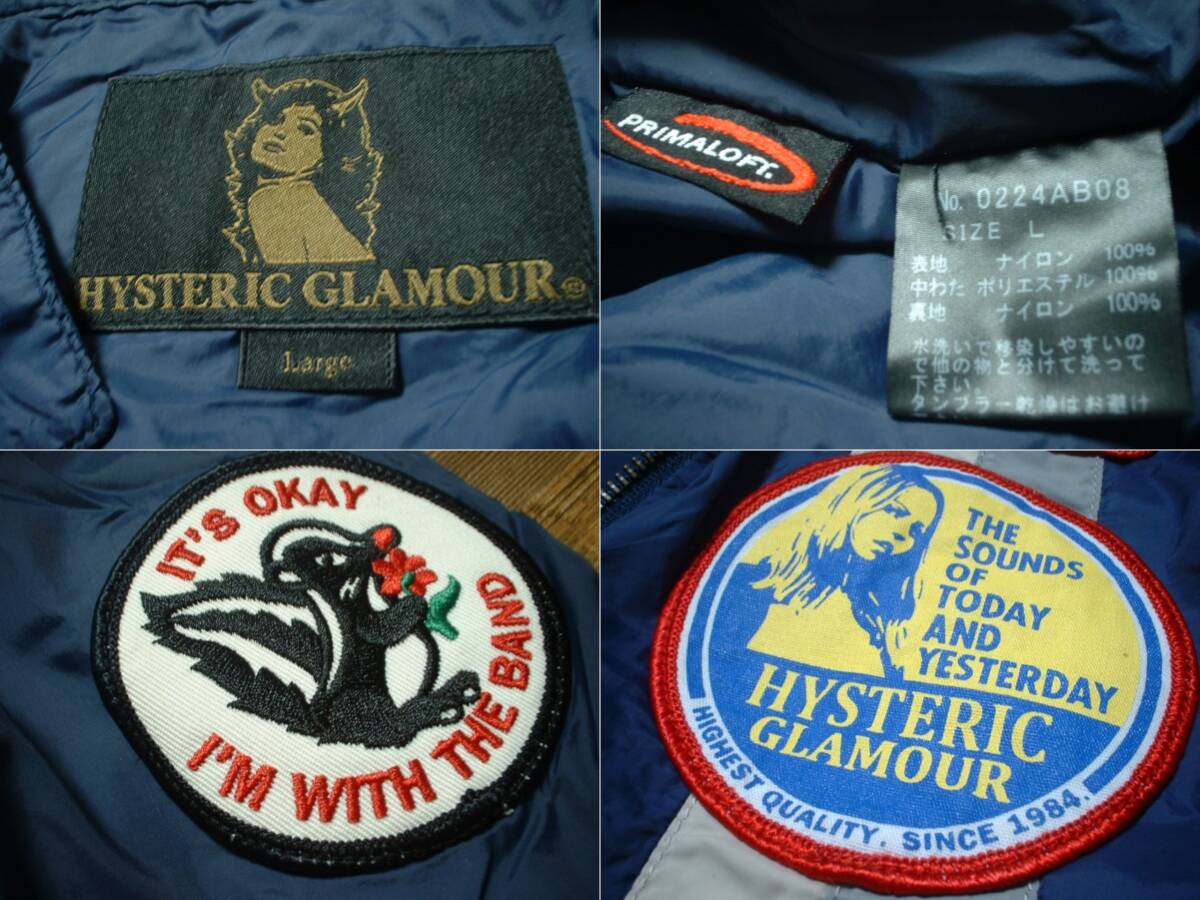 HYSTERIC GLAMOUR®
Large
PRIMALOFT.
No. 0224AB08
SIZE L
表地 ナイロン 100%
中わた ポリエステル 100%
裏地 ナイロン 100%
水洗いで移染しやすいの
で他の物と分けて洗って
下さい。
タンブラー乾燥はお避け
IT'S OKAY
I'M WITH THE BAND
THE
SOUNDS
OF
TODAY
AND
YESTERDAY
HYSTERIC
GLAMOUR
HIGHEST QUALITY. SINCE 1984.